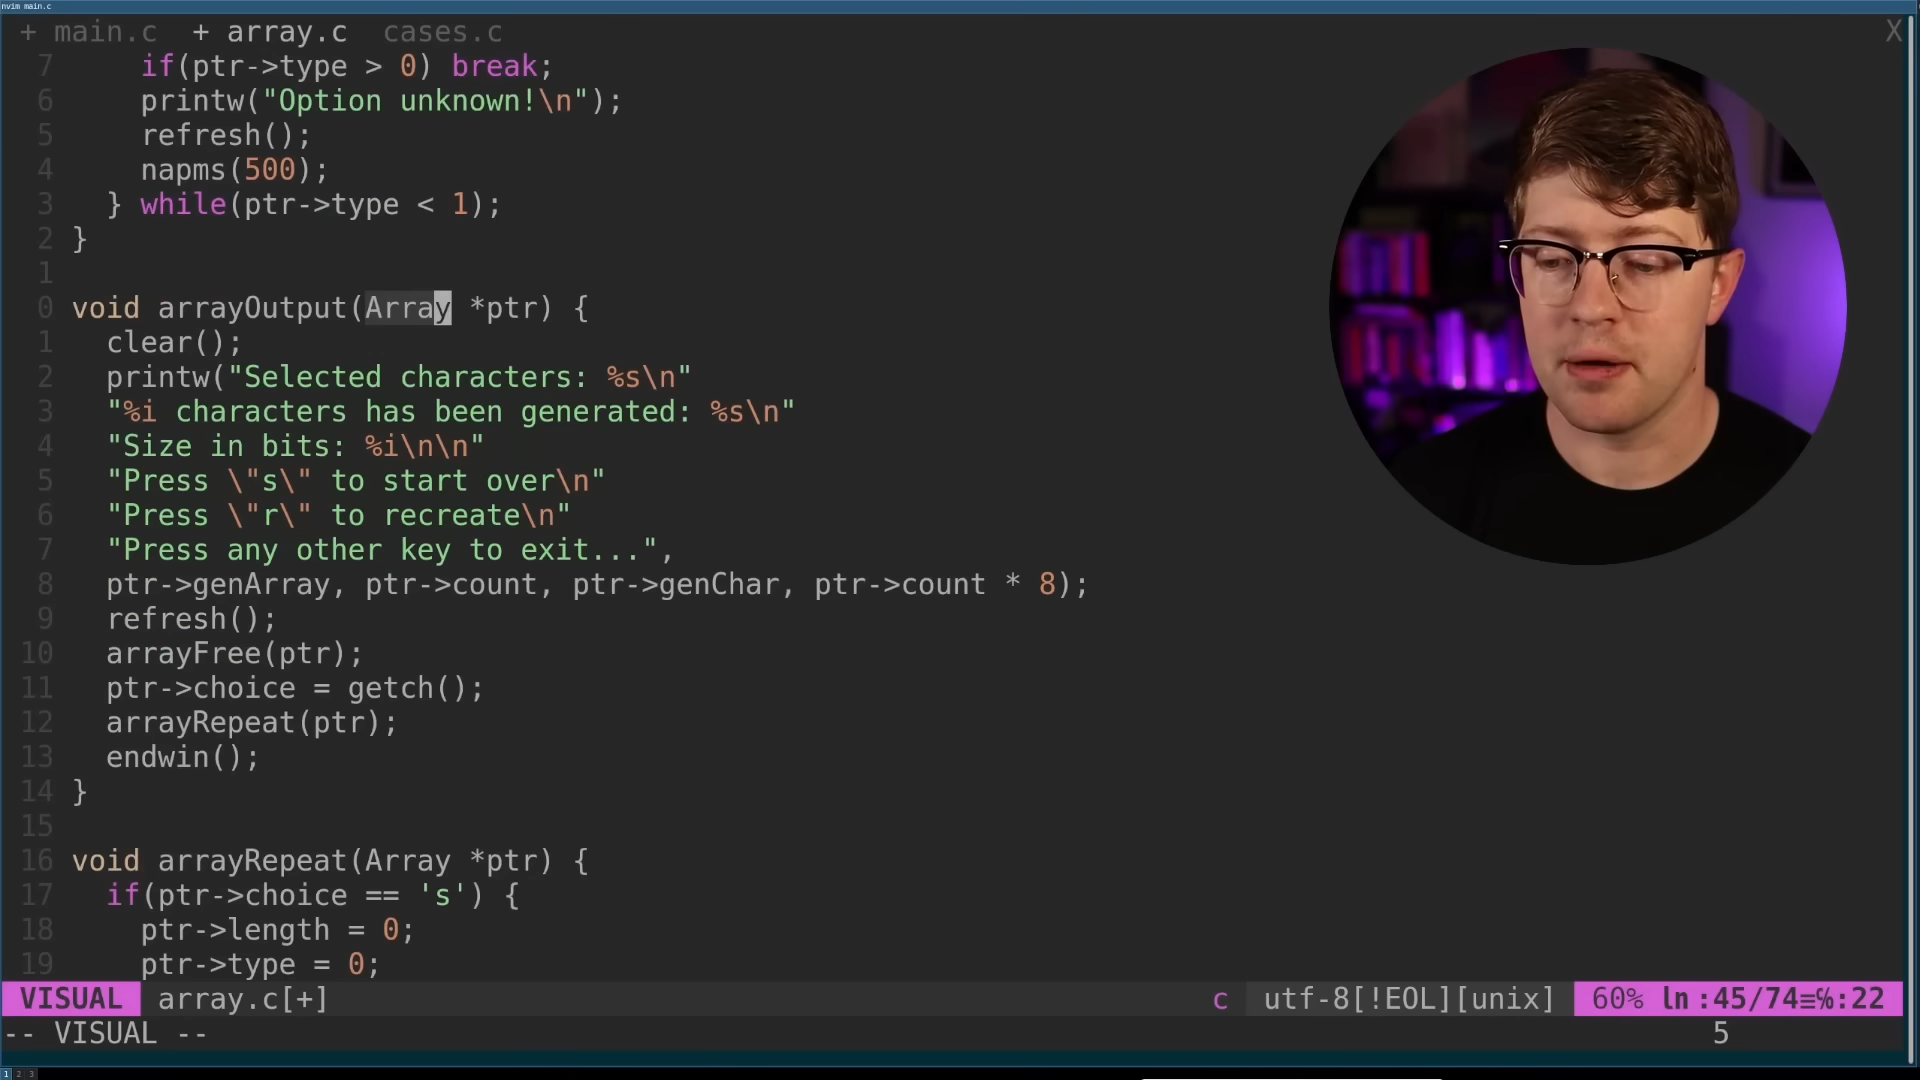 nvim main.c
+ main.c + array.c cases.c X
7 if(ptr->type > 0) break;
6 printw("Option unknown!\n");
5 refresh();
4 napms(500);
3 } while(ptr->type < 1);
2 }
1
0 void arrayOutput(Array *ptr) {
1 clear();
2 printw("Selected characters: %s\n"
3 "%i characters has been generated: %s\n"
4 "Size in bits: %i\n\n"
5 "Press \"s\" to start over\n"
6 "Press \"r\" to recreate\n"
7 "Press any other key to exit...",
8 ptr->genArray, ptr->count, ptr->genChar, ptr->count * 8);
9 refresh();
10 arrayFree(ptr);
11 ptr->choice = getch();
12 arrayRepeat(ptr);
13 endwin();
14 }
15
16 void arrayRepeat(Array *ptr) {
17 if(ptr->choice == 's') {
18 ptr->length = 0;
19 ptr->type = 0;
VISUAL array.c[+] c utf-8[!EOL][unix] 60% ln :45/74≡℅:22
-- VISUAL -- 5
1 2 3